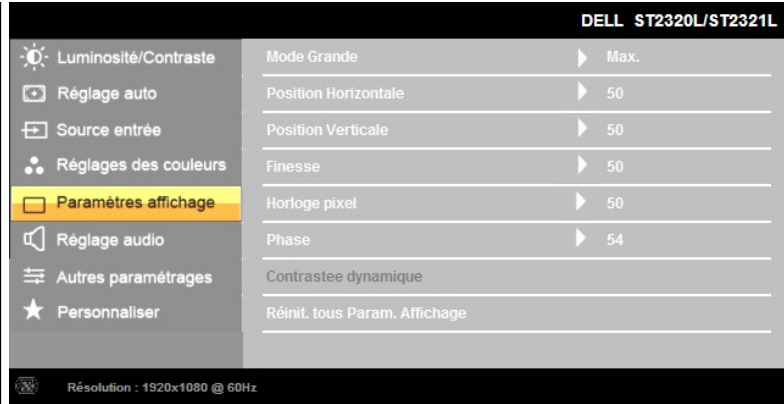 DELL ST2320L/ST2321L
Luminosité/Contraste
Réglage auto
Source entrée
Réglages des couleurs
Paramètres affichage
Réglage audio
Autres paramétrages
Personnaliser
Mode Grande Max.
Position Horizontale 50
Position Verticale 50
Finesse 50
Horloge pixel 50
Phase 54
Contrastee dynamique
Réinit. tous Param. Affichage
Résolution : 1920x1080 @ 60Hz